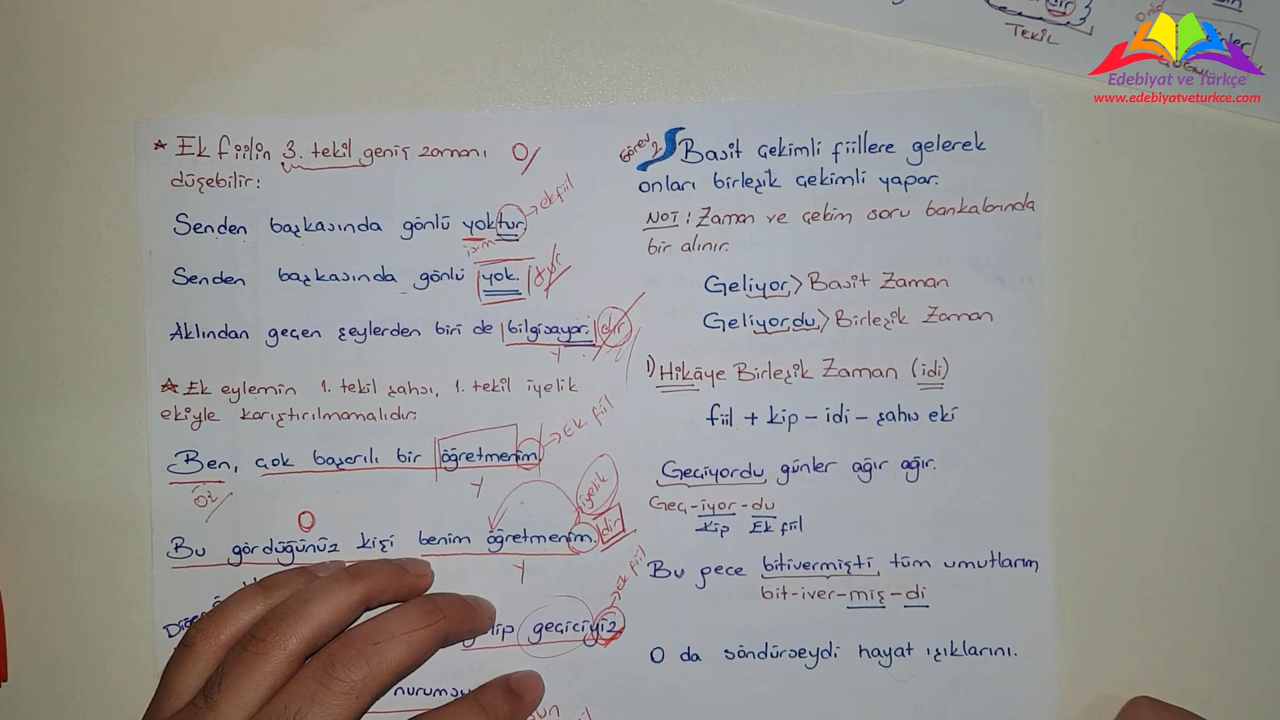 TEKİL
Edebiyat ve Türkçe
www.edebiyatveturkce.com
* Ek fiilin 3. tekil geniş zamanı
düşebilir:
Senden başkasında gönlü yoktur → ek fiil
isim
Senden başkasında gönlü yok. dur
Aklından geçen şeylerden biri de bilgisayar. dır
Y
* Ek eylemin 1. tekil şahsı, 1. tekil iyelik
ekiyle karıştırılmamalıdır:
Ben, çok başarılı bir öğretmenim → Ek fiil
Öz
Y
iyelik
Bu gördüğünüz kişi benim öğretmenim. dir
Y
geçiciyiz → ek fiil
Görev 2
Basit çekimli fiillere gelerek
onları birleşik çekimli yapar.
NOT: Zaman ve çekim soru bankalarında
bir alınır.
Geliyor > Basit Zaman
Geliyordu > Birleşik Zaman
1) Hikâye Birleşik Zaman (idi)
fiil + kip - idi - şahıs eki
Geçiyordu günler ağır ağır.
Geç-iyor-du
kip Ek fiil
Bu gece bitivermişti tüm umutlarım
bit-iver-miş-di
O da söndürseydi hayat ışıklarını.